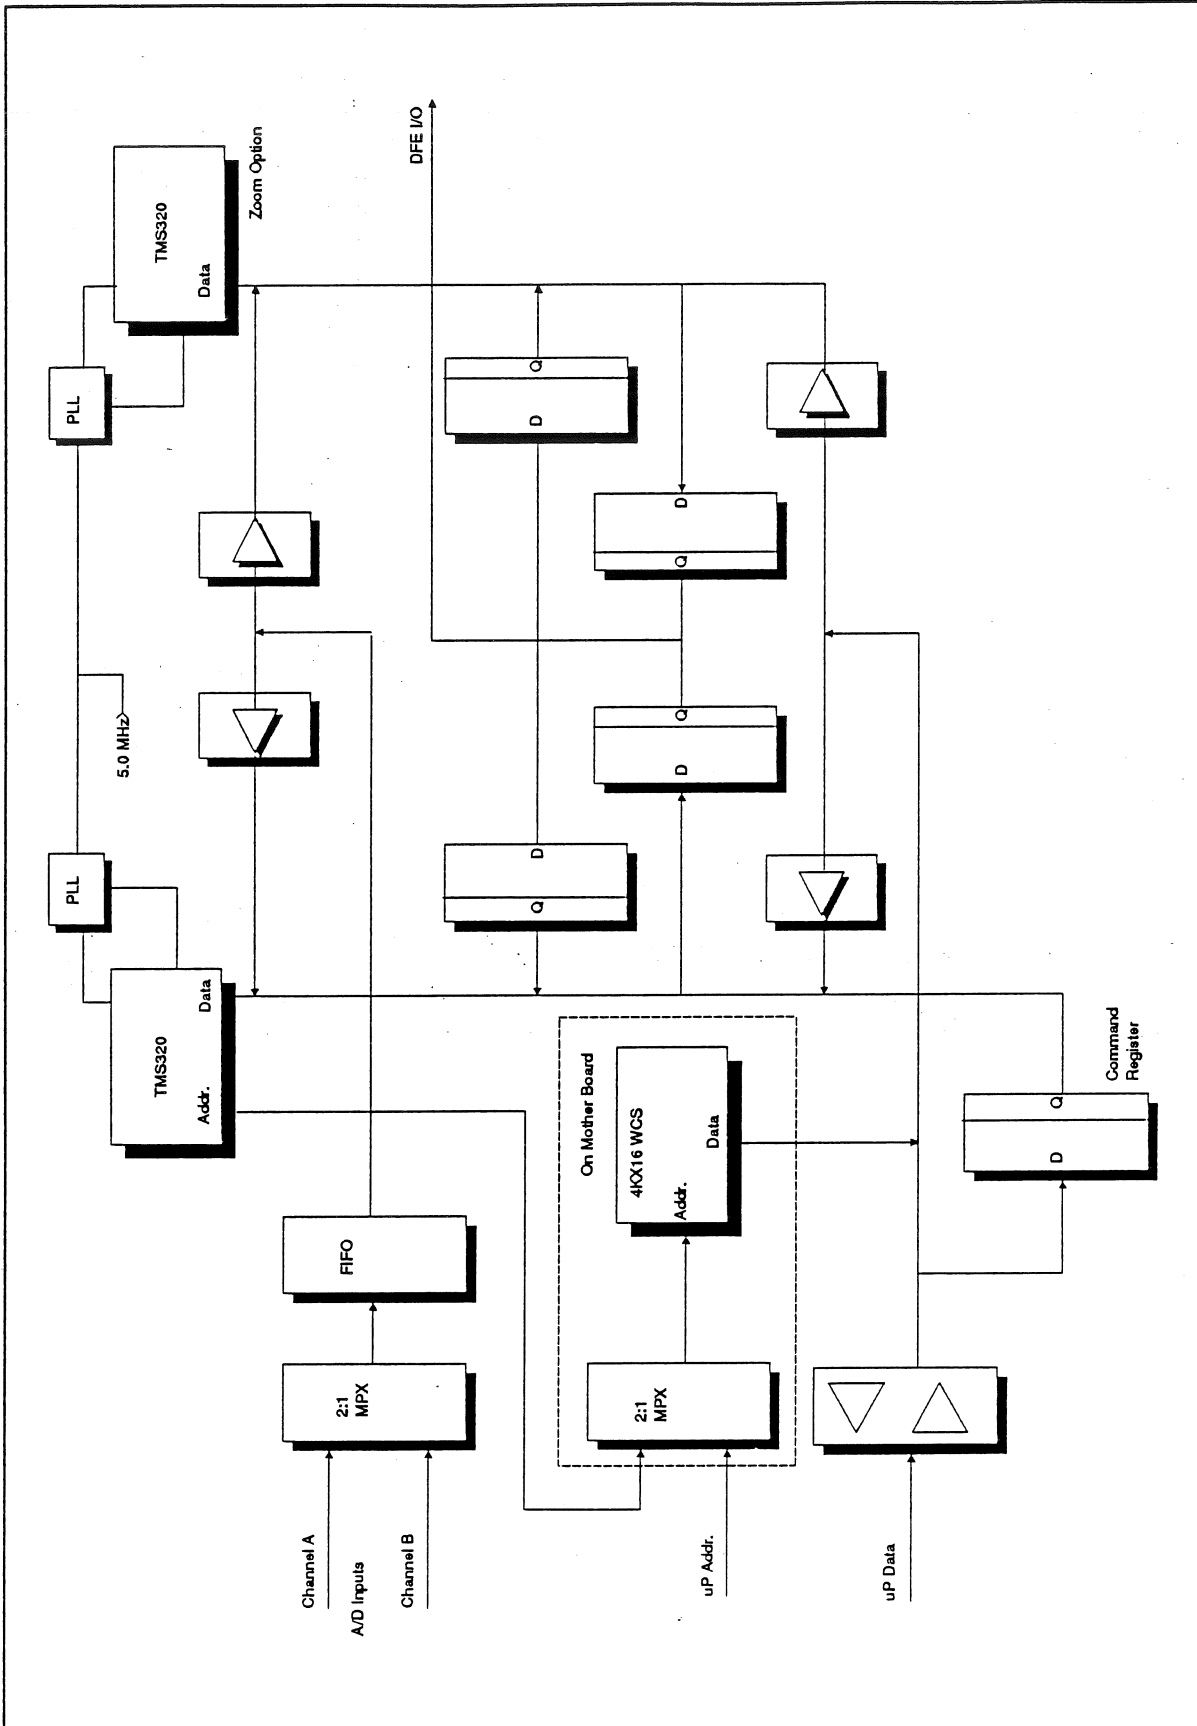 PLL
5.0 MHz
PLL
TMS320
Addr.
Data
TMS320
Data
Zoom Option
Channel A
A/D Inputs
Channel B
2:1
MPX
FIFO
DFE I/O
Q
D
D
Q
On Mother Board
uP Addr.
2:1
MPX
4KX16 WCS
Addr.
Data
D
Q
Q
D
uP Data
D
Q
Command
Register